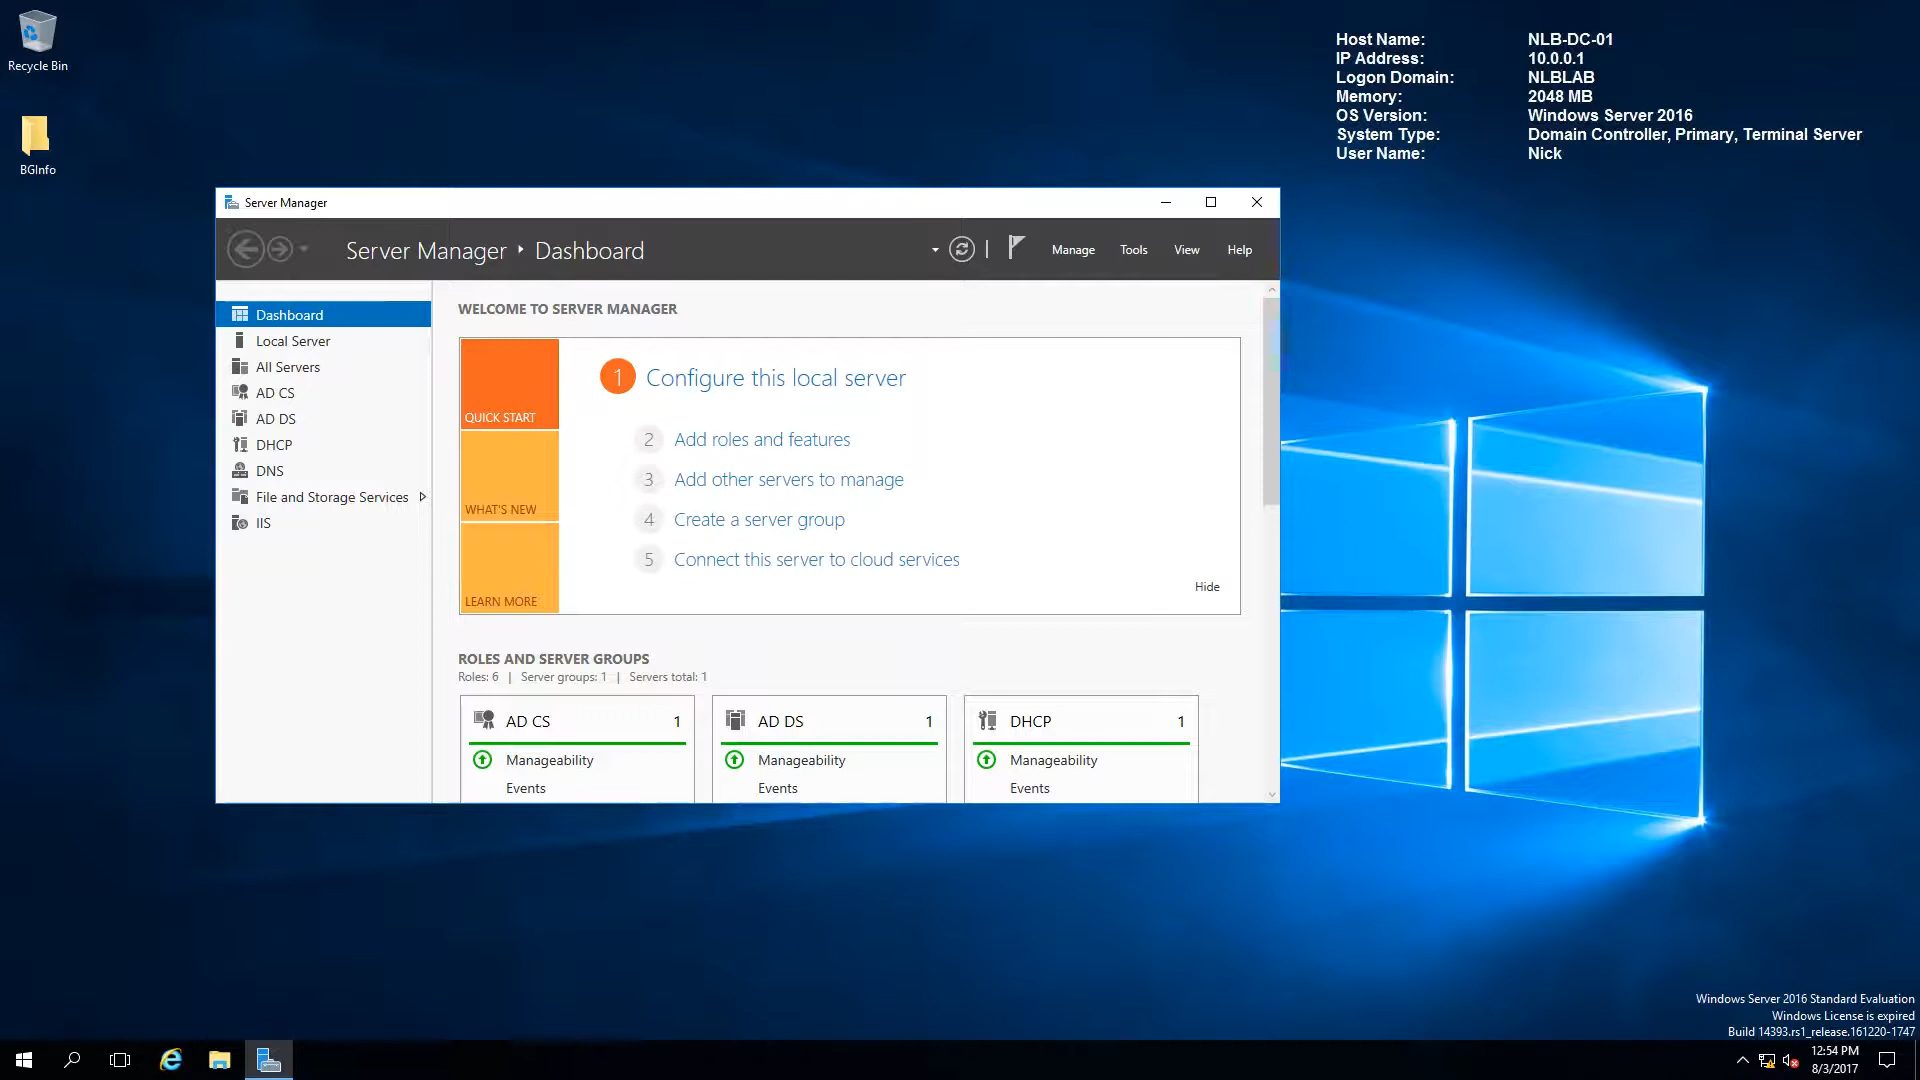 Recycle Bin
BGInfo
Host Name: NLB-DC-01
IP Address: 10.0.0.1
Logon Domain: NLBLAB
Memory: 2048 MB
OS Version: Windows Server 2016
System Type: Domain Controller, Primary, Terminal Server
User Name: Nick
Server Manager
Server Manager Dashboard
Manage Tools View Help
Dashboard
Local Server
All Servers
AD CS
AD DS
DHCP
DNS
File and Storage Services
IIS
WELCOME TO SERVER MANAGER
QUICK START
WHAT'S NEW
LEARN MORE
1 Configure this local server
2 Add roles and features
3 Add other servers to manage
4 Create a server group
5 Connect this server to cloud services
Hide
ROLES AND SERVER GROUPS
Roles: 6 | Server groups: 1 | Servers total: 1
AD CS 1
Manageability
Events
AD DS 1
Manageability
Events
DHCP 1
Manageability
Events
Windows Server 2016 Standard Evaluation
Windows License is expired
Build 14393.rs1_release.161220-1747
12:54 PM
8/3/2017